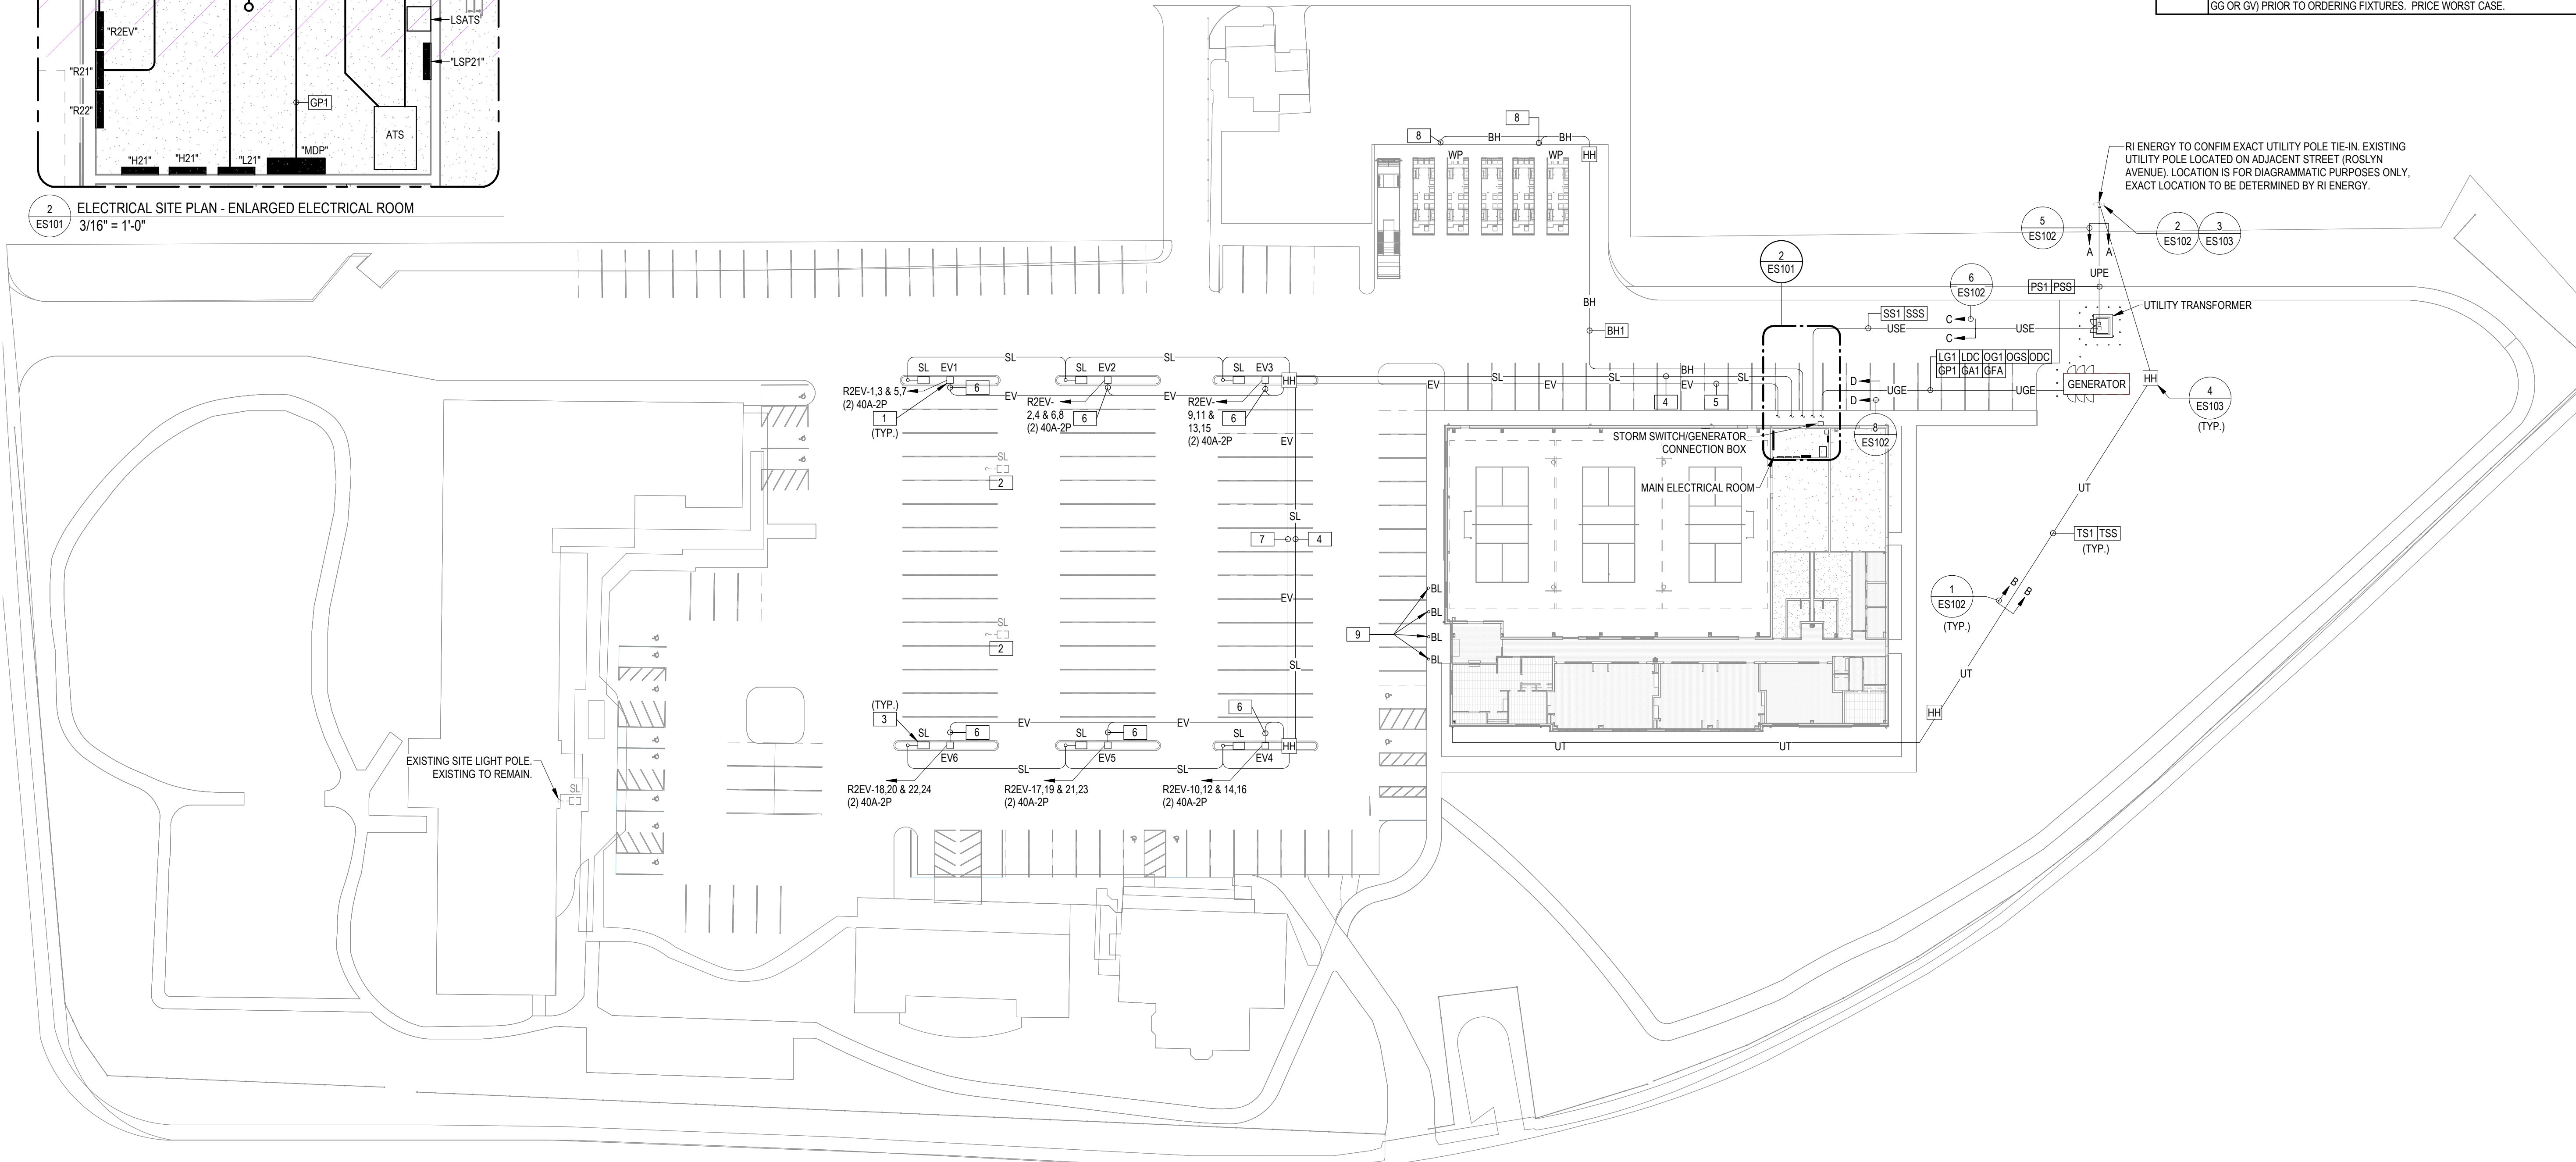 GG OR GV) PRIOR TO ORDERING FIXTURES. PRICE WORST CASE.
LSATS
"R2EV"
"LSP21"
"R21"
GP1
"R22"
ATS
"MDP"
"H21"
"H21"
"L21"
2
ES101
ELECTRICAL SITE PLAN - ENLARGED ELECTRICAL ROOM
3/16" = 1'-0"
8
8
BH
BH
WP
WP
HH
RI ENERGY TO CONFIM EXACT UTILITY POLE TIE-IN. EXISTING
UTILITY POLE LOCATED ON ADJACENT STREET (ROSLYN
AVENUE). LOCATION IS FOR DIAGRAMMATIC PURPOSES ONLY,
EXACT LOCATION TO BE DETERMINED BY RI ENERGY.
5
ES102
2
ES102
3
ES103
A
A
2
ES101
UPE
6
ES102
PS1 PSS
BH
UTILITY TRANSFORMER
SS1 SSS
C
USE
USE
BH1
C
SL
SL
LG1 LDC OG1 OGS ODC
GP1 GA1 GFA
SL
EV1
SL
EV2
SL
EV3
BH
HH
SL
SL
SL
HH
6
EV
EV
EV
D
GENERATOR
R2EV-1,3 & 5,7
(2) 40A-2P
UGE
UGE
EV
EV
R2EV-
2,4 & 6,8
(2) 40A-2P
6
R2EV-
9,11 &
13,15
(2) 40A-2P
6
4
5
D
4
ES103
(TYP.)
1
(TYP.)
8
ES102
STORM SWITCH/GENERATOR
CONNECTION BOX
EV
SL
2
MAIN ELECTRICAL ROOM
UT
SL
7
4
TS1 TSS
(TYP.)
BL
EV
B
B
1
ES102
(TYP.)
BL
SL
9
BL
2
BL
SL
UT
(TYP.)
3
6
HH
EV
EV
SL
6
SL
6
SL
HH
UT
UT
EV6
EV5
EV4
EXISTING SITE LIGHT POLE.
EXISTING TO REMAIN.
SL
SL
SL
R2EV-18,20 & 22,24
(2) 40A-2P
R2EV-17,19 & 21,23
(2) 40A-2P
R2EV-10,12 & 14,16
(2) 40A-2P